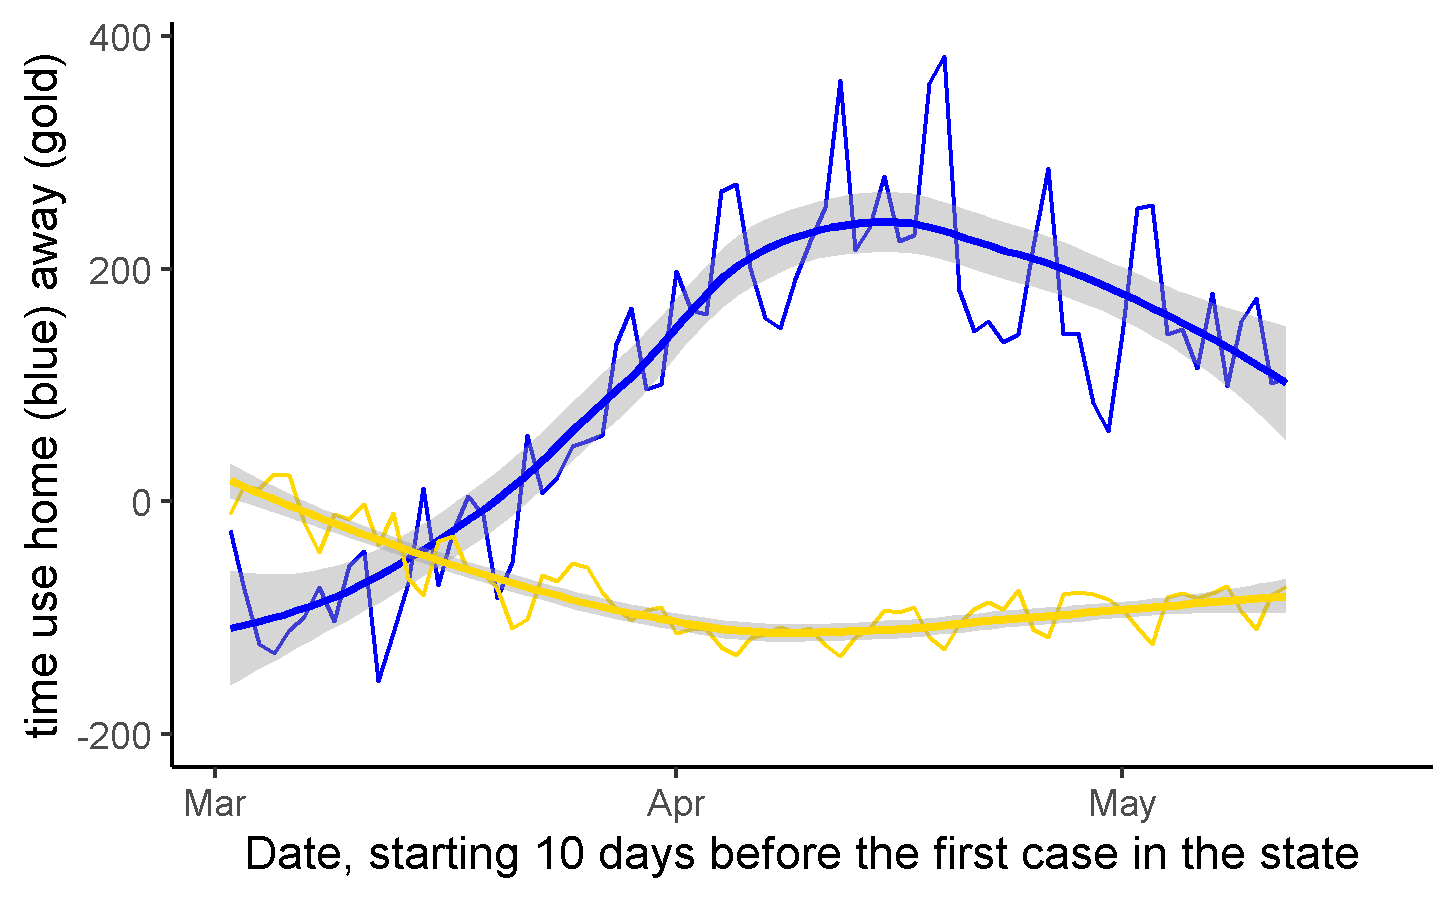 time use home (blue) away (gold)
400
200
0
-200
Mar
Apr
May
Date, starting 10 days before the first case in the state